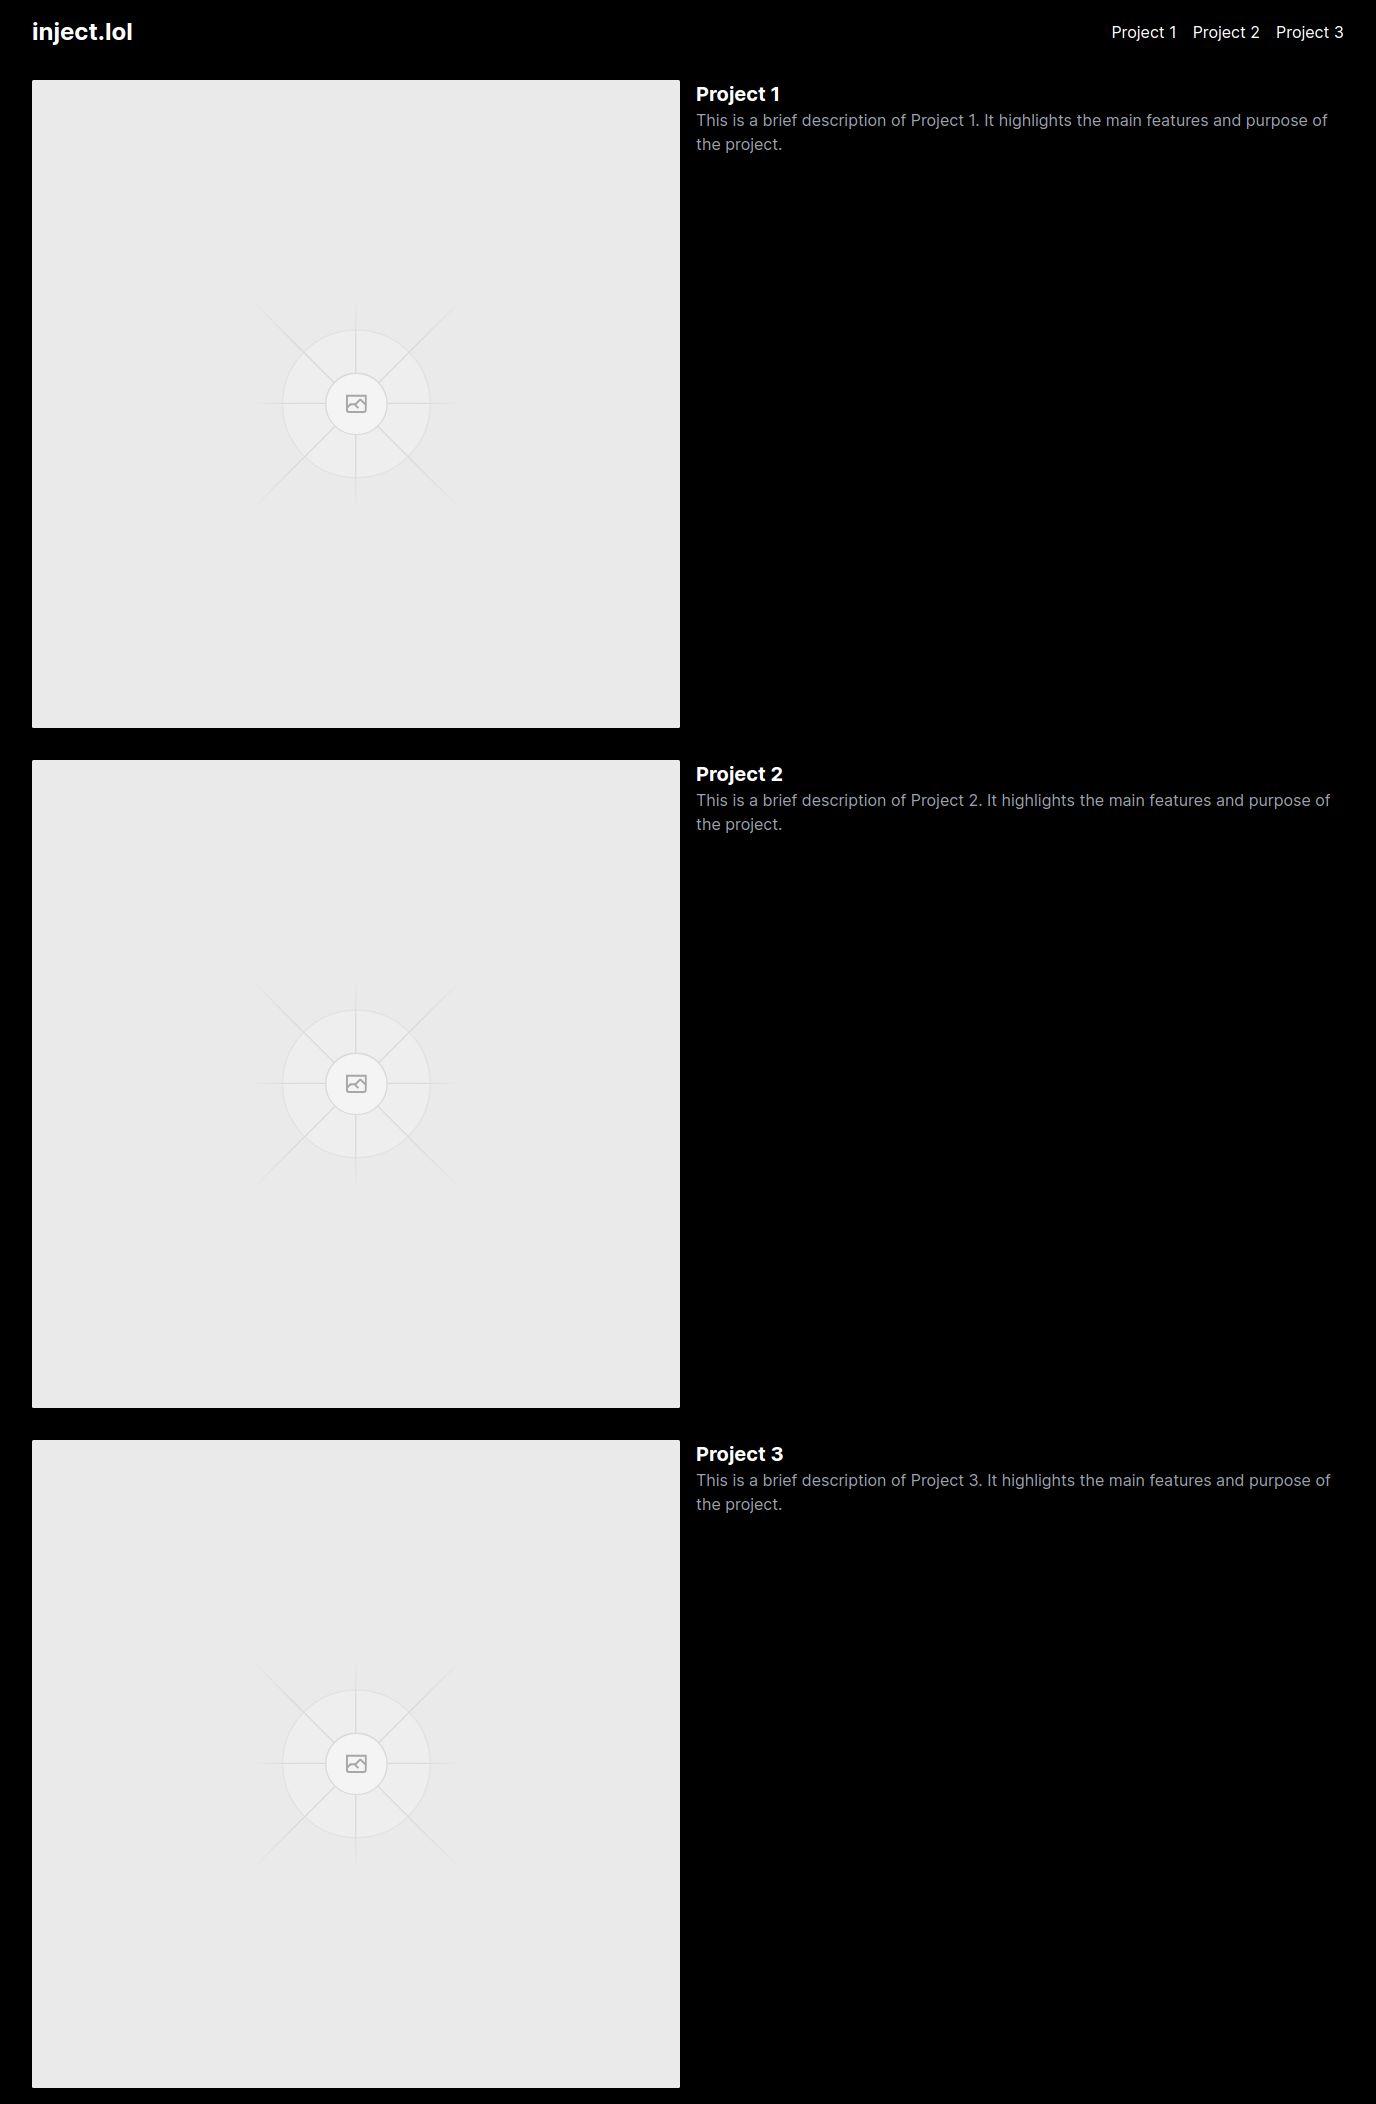 inject.lol
Project 1 Project 2 Project 3
Project 1
This is a brief description of Project 1. It highlights the main features and purpose of
the project.
Project 2
This is a brief description of Project 2. It highlights the main features and purpose of
the project.
Project 3
This is a brief description of Project 3. It highlights the main features and purpose of
the project.